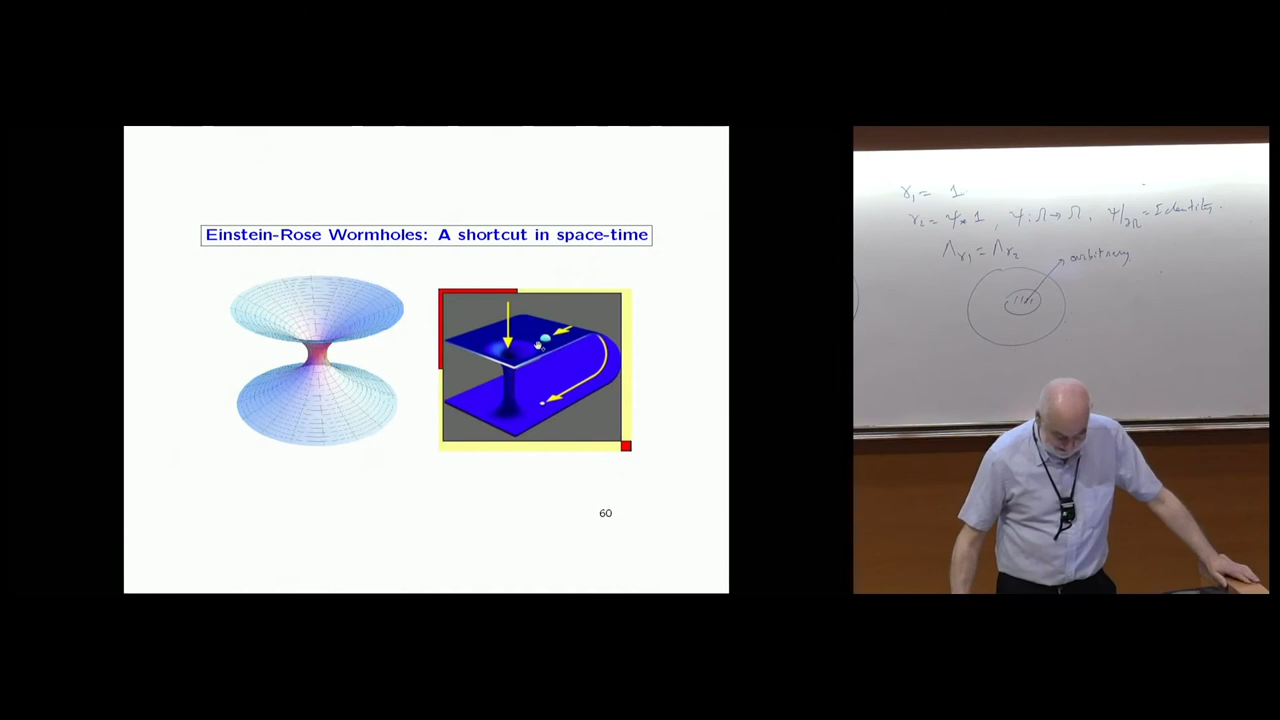 Einstein-Rose Wormholes: A shortcut in space-time
60
γ₁ = 1
γ₂ = Ψ* 1, Ψ: Ω → Ω, Ψ/∂Ω = Identity.
Λγ₁ = Λγ₂
arbitrary